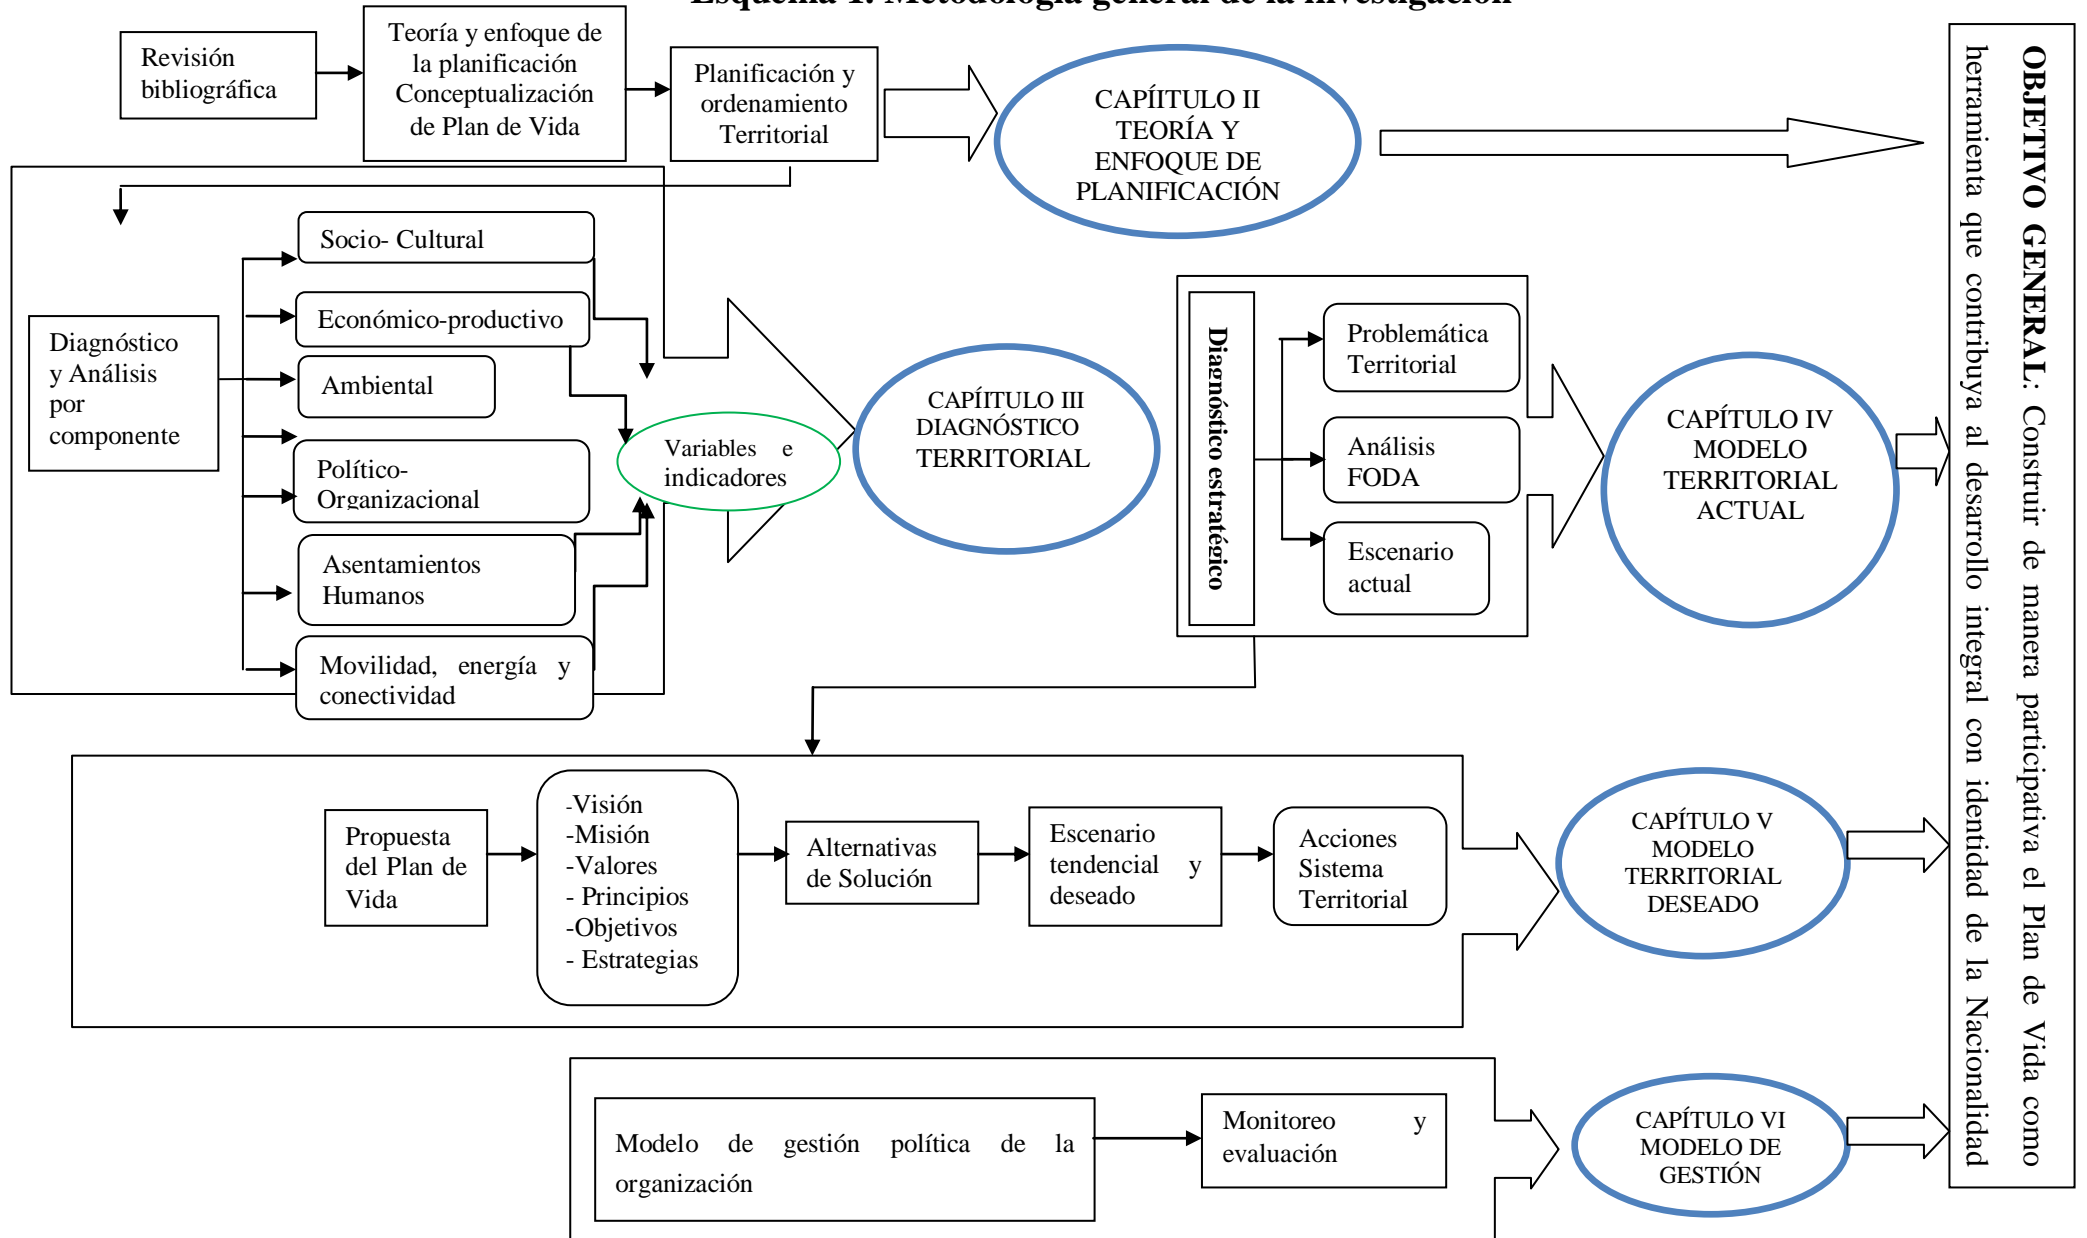 Esquema 1. Metodología general de la investigación
Revisión
bibliográfica
Teoría y enfoque de
la planificación
Conceptualización
de Plan de Vida
Planificación y
ordenamiento
Territorial
CAPÍITULO II
TEORÍA Y
ENFOQUE DE
PLANIFICACIÓN
Diagnóstico
y Análisis
por
componente
Socio- Cultural
Económico-productivo
Ambiental
Político-
Organizacional
Asentamientos
Humanos
Movilidad, energía y
conectividad
Variables e
indicadores
CAPÍITULO III
DIAGNÓSTICO
TERRITORIAL
Diagnóstico estratégico
Problemática
Territorial
Análisis
FODA
Escenario
actual
CAPÍTULO IV
MODELO
TERRITORIAL
ACTUAL
Propuesta
del Plan de
Vida
-Visión
-Misión
-Valores
- Principios
-Objetivos
- Estrategias
Alternativas
de Solución
Escenario
tendencial y
deseado
Acciones
Sistema
Territorial
CAPÍTULO V
MODELO
TERRITORIAL
DESEADO
Modelo de gestión política de la
organización
Monitoreo y
evaluación
CAPÍTULO VI
MODELO DE
GESTIÓN
OBJETIVO GENERAL: Construir de manera participativa el Plan de Vida como
herramienta que contribuya al desarrollo integral con identidad de la Nacionalidad